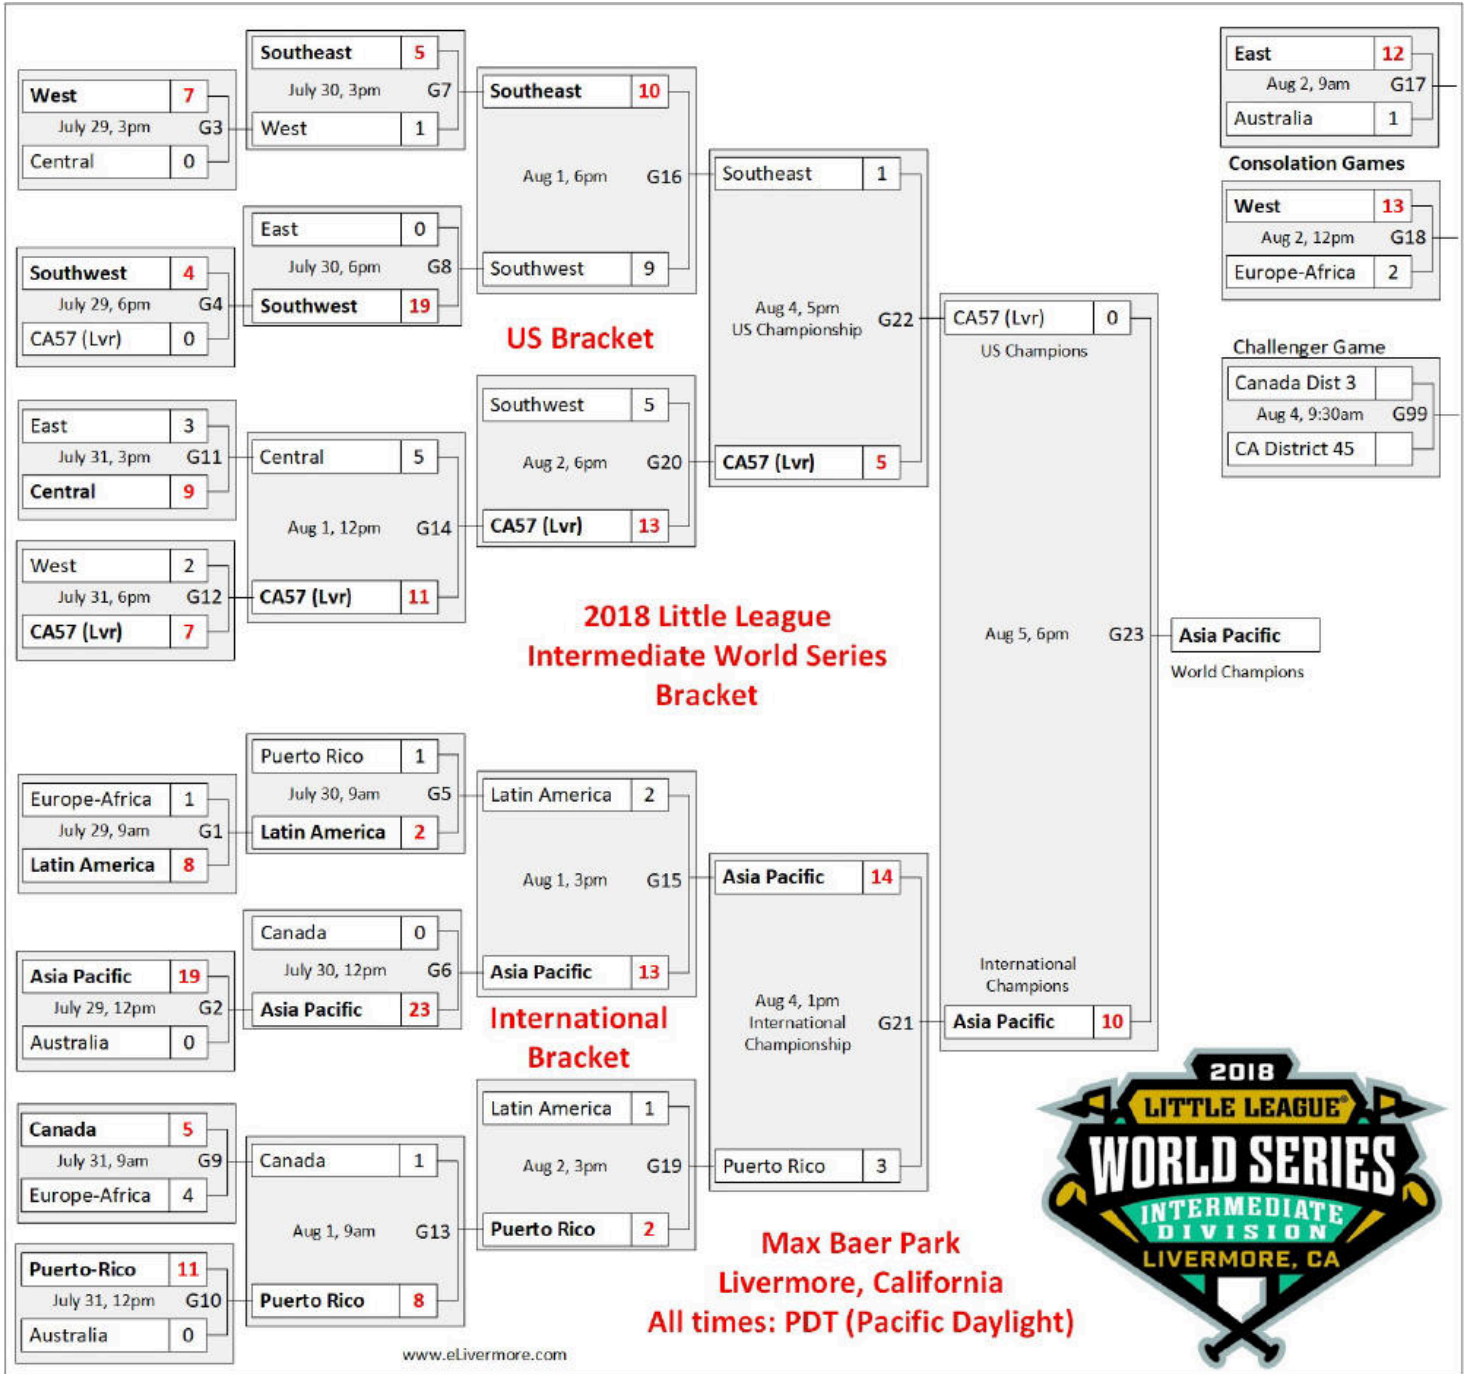 Southeast 5
July 30, 3pm G7
West 1
West 7
July 29, 3pm G3
Central 0
East 0
July 30, 6pm G8
Southwest 19
Southwest 4
July 29, 6pm G4
CA57 (Lvr) 0
Southeast 10
Aug 1, 6pm G16
Southwest 9
US Bracket
East 3
July 31, 3pm G11
Central 9
West 2
July 31, 6pm G12
CA57 (Lvr) 7
Central 5
Aug 1, 12pm G14
CA57 (Lvr) 11
Southwest 5
Aug 2, 6pm G20
CA57 (Lvr) 13
Southeast 1
Aug 4, 5pm
US Championship G22
CA57 (Lvr) 5
CA57 (Lvr) 0
US Champions
Aug 5, 6pm G23
International
Champions
Asia Pacific 10
Asia Pacific
World Champions
East 12
Aug 2, 9am G17
Australia 1
Consolation Games
West 13
Aug 2, 12pm G18
Europe-Africa 2
Challenger Game
Canada Dist 3
Aug 4, 9:30am G99
CA District 45
2018 Little League
Intermediate World Series
Bracket
Puerto Rico 1
July 30, 9am G5
Latin America 2
Europe-Africa 1
July 29, 9am G1
Latin America 8
Canada 0
July 30, 12pm G6
Asia Pacific 23
Asia Pacific 19
July 29, 12pm G2
Australia 0
Latin America 2
Aug 1, 3pm G15
Asia Pacific 13
International
Bracket
Canada 5
July 31, 9am G9
Europe-Africa 4
Puerto-Rico 11
July 31, 12pm G10
Australia 0
Canada 1
Aug 1, 9am G13
Puerto Rico 8
Latin America 1
Aug 2, 3pm G19
Puerto Rico 2
Asia Pacific 14
Aug 4, 1pm
International G21
Championship
Puerto Rico 3
Max Baer Park
Livermore, California
All times: PDT (Pacific Daylight)
www.eLivermore.com
2018
LITTLE LEAGUE®
WORLD SERIES
INTERMEDIATE
DIVISION
LIVERMORE, CA